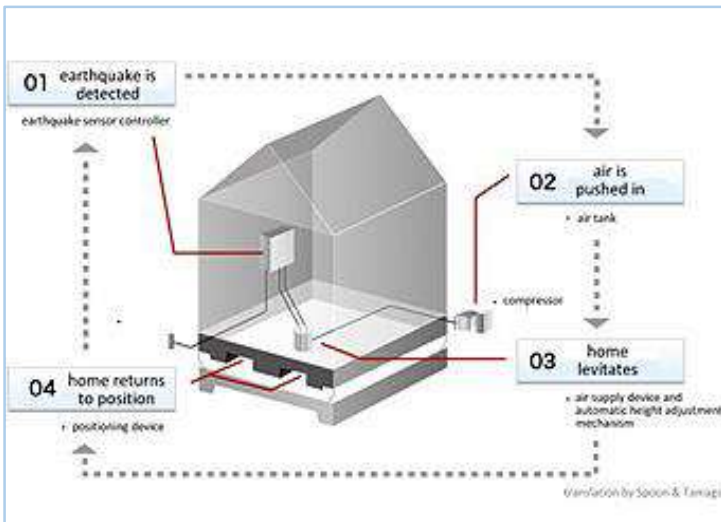 01 earthquake is
detected
earthquake sensor controller
02 air is
pushed in
• air tank
• compressor
03 home
levitates
• air supply device and
automatic height adjustment
mechanism
04 home returns
to position
• positioning device
translation by Spoon & Tamago